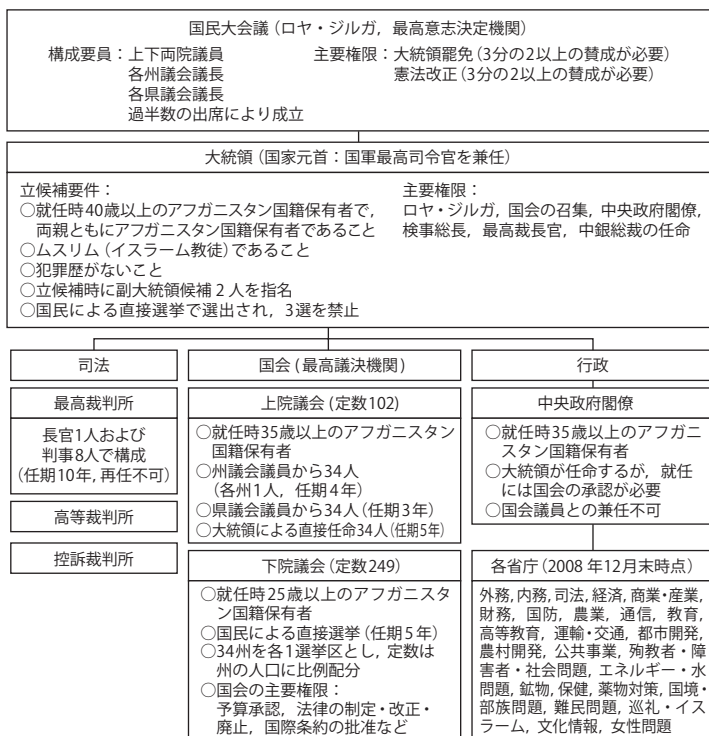 国民大会議（ロヤ・ジルガ，最高意志決定機関）
構成要員：上下両院議員
各州議会議長
各県議会議長
過半数の出席により成立
主要権限：大統領罷免（3分の2以上の賛成が必要）
憲法改正（3分の2以上の賛成が必要）
大統領（国家元首：国軍最高司令官を兼任）
立候補要件：
○就任時40歳以上のアフガニスタン国籍保有者で，
両親ともにアフガニスタン国籍保有者であること
○ムスリム（イスラーム教徒）であること
○犯罪歴がないこと
○立候補時に副大統領候補２人を指名
○国民による直接選挙で選出され，3選を禁止
主要権限：
ロヤ・ジルガ，国会の召集，中央政府閣僚，
検事総長，最高裁長官，中銀総裁の任命
司法
最高裁判所
長官1人および
判事8人で構成
（任期10年，再任不可）
高等裁判所
控訴裁判所
国会（最高議決機関）
上院議会（定数102）
○就任時35歳以上のアフガニスタン
国籍保有者
○州議会議員から34人
（各州1人，任期４年）
○県議会議員から34人（任期３年）
○大統領による直接任命34人（任期5年）
下院議会（定数249）
○就任時25歳以上のアフガニスタ
ン国籍保有者
○国民による直接選挙（任期５年）
○34州を各１選挙区とし，定数は
州の人口に比例配分
○国会の主要権限：
予算承認，法律の制定・改正・
廃止，国際条約の批准など
行政
中央政府閣僚
○就任時35歳以上のアフガニ
スタン国籍保有者
○大統領が任命するが，就任
には国会の承認が必要
○国会議員との兼任不可
各省庁（2008年12月末時点）
外務，内務，司法，経済，商業・産業，
財務，国防，農業，通信，教育，
高等教育，運輸・交通，都市開発，
農村開発，公共事業，殉教者・障
害者・社会問題，エネルギー・水
問題，鉱物，保健，薬物対策，国境・
部族問題，難民問題，巡礼・イス
ラーム，文化情報，女性問題